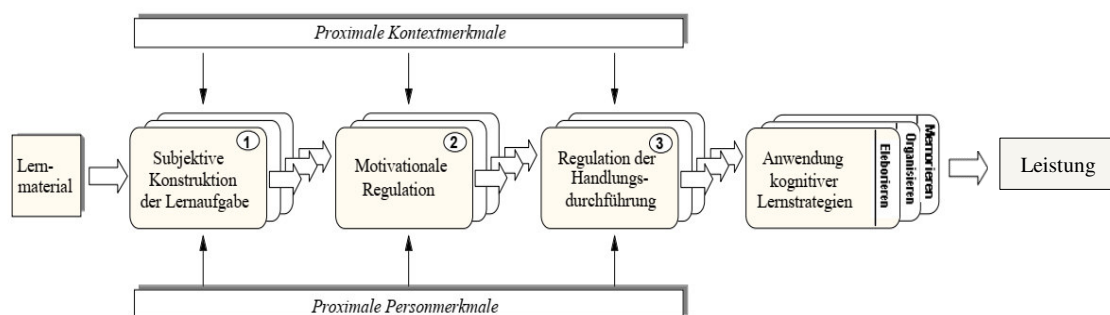 Proximale Kontextmerkmale
Lern-
material
1
Subjektive
Konstruktion
der Lernaufgabe
2
Motivationale
Regulation
3
Regulation der
Handlungs-
durchführung
Anwendung
kognitiver
Lernstrategien
Eleborieren
Organisieren
Memorieren
Leistung
Proximale Personmerkmale